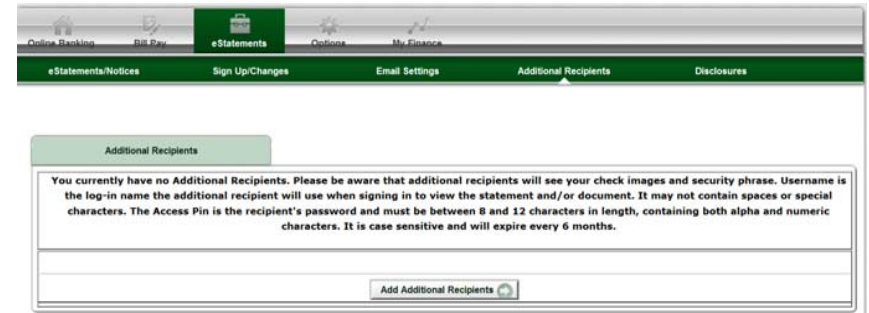 Online Banking Bill Pay eStatements Options My Finance
eStatements/Notices Sign Up/Changes Email Settings Additional Recipients Disclosures
Additional Recipients
You currently have no Additional Recipients. Please be aware that additional recipients will see your check images and security phrase. Username is
the log-in name the additional recipient will use when signing in to view the statement and/or document. It may not contain spaces or special
characters. The Access Pin is the recipient's password and must be between 8 and 12 characters in length, containing both alpha and numeric
characters. It is case sensitive and will expire every 6 months.
Add Additional Recipients